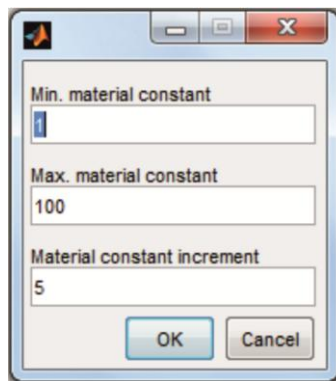 Min. material constant
1
Max. material constant
100
Material constant increment
5
OK
Cancel